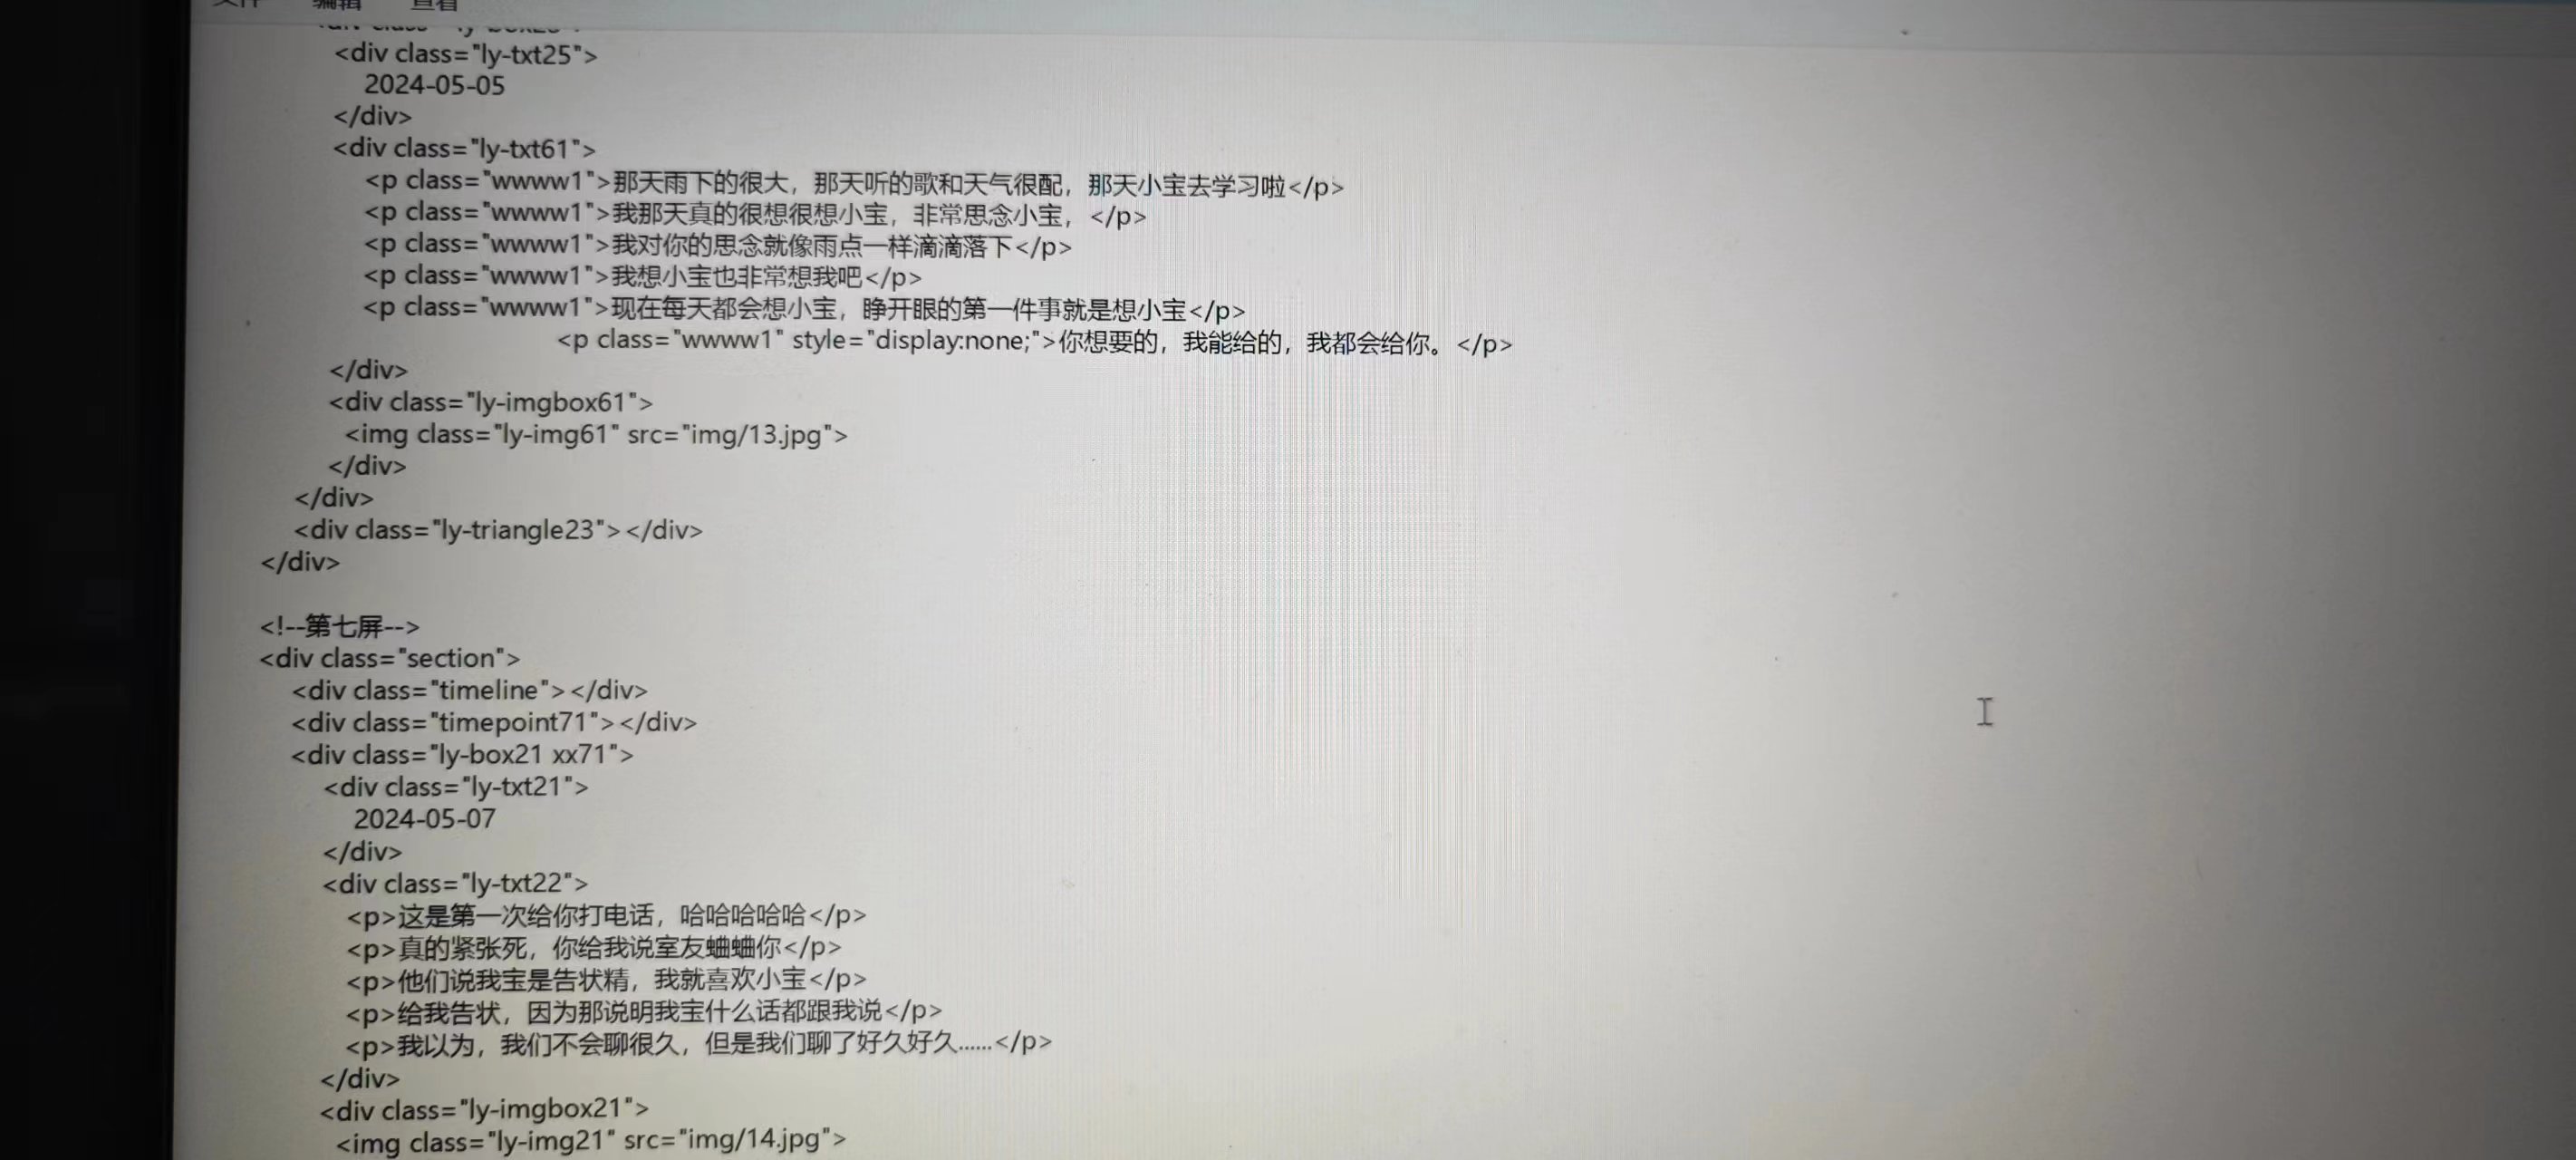 文件 编辑 查看
<div class="ly-txt25">
2024-05-05
</div>
<div class="ly-txt61">
<p class="wwww1">那天雨下的很大，那天听的歌和天气很配，那天小宝去学习啦</p>
<p class="wwww1">我那天真的很想很想小宝，非常思念小宝，</p>
<p class="wwww1">我对你的思念就像雨点一样滴滴落下</p>
<p class="wwww1">我想小宝也非常想我吧</p>
<p class="wwww1">现在每天都会想小宝，睁开眼的第一件事就是想小宝</p>
<p class="wwww1" style="display:none;">你想要的，我能给的，我都会给你。</p>
</div>
<div class="ly-imgbox61">
<img class="ly-img61" src="img/13.jpg">
</div>
</div>
<div class="ly-triangle23"></div>
</div>
<!--第七屏-->
<div class="section">
<div class="timeline"></div>
<div class="timepoint71"></div>
<div class="ly-box21 xx71">
<div class="ly-txt21">
2024-05-07
</div>
<div class="ly-txt22">
<p>这是第一次给你打电话，哈哈哈哈哈</p>
<p>真的紧张死，你给我说室友蛐蛐你</p>
<p>他们说我宝是告状精，我就喜欢小宝</p>
<p>给我告状，因为那说明我宝什么话都跟我说</p>
<p>我以为，我们不会聊很久，但是我们聊了好久好久......</p>
</div>
<div class="ly-imgbox21">
<img class="ly-img21" src="img/14.jpg">